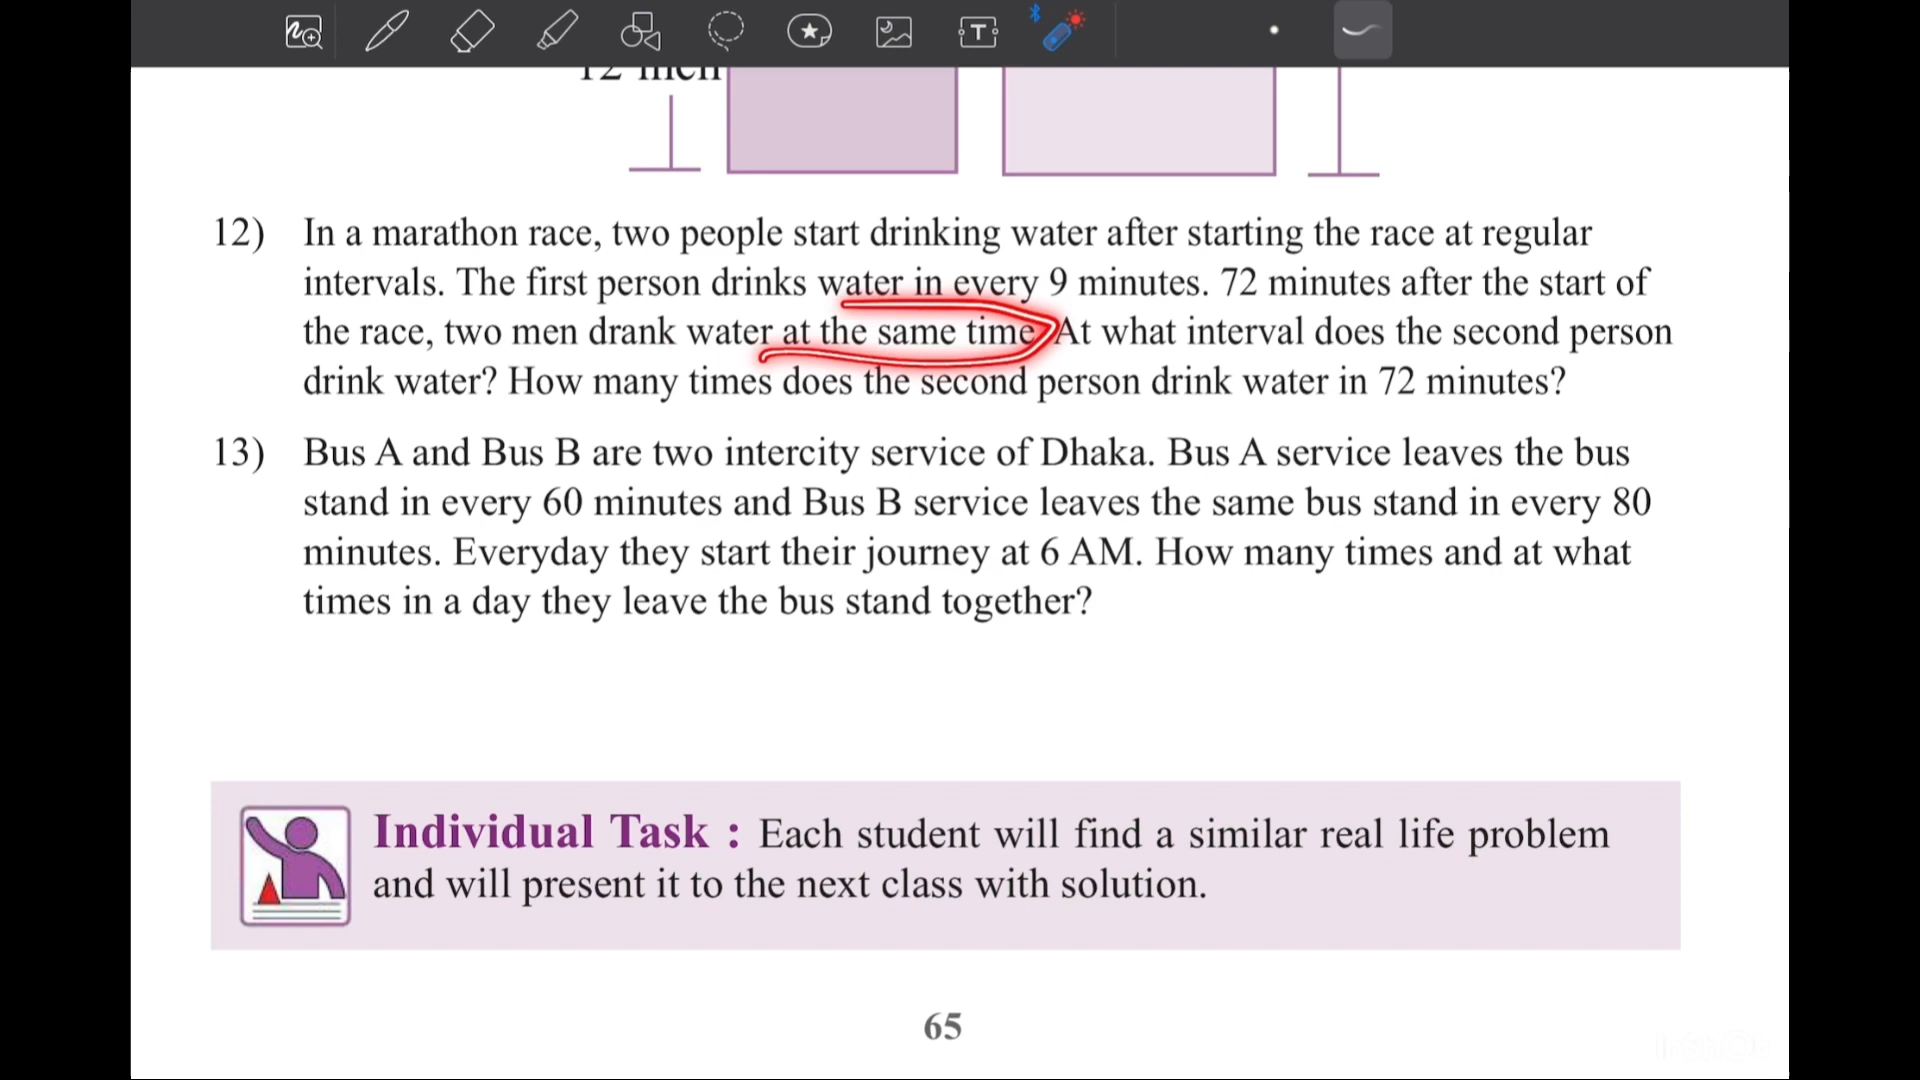 12 men
12) In a marathon race, two people start drinking water after starting the race at regular
intervals. The first person drinks water in every 9 minutes. 72 minutes after the start of
the race, two men drank water at the same time. At what interval does the second person
drink water? How many times does the second person drink water in 72 minutes?
13) Bus A and Bus B are two intercity service of Dhaka. Bus A service leaves the bus
stand in every 60 minutes and Bus B service leaves the same bus stand in every 80
minutes. Everyday they start their journey at 6 AM. How many times and at what
times in a day they leave the bus stand together?
Individual Task : Each student will find a similar real life problem
and will present it to the next class with solution.
65